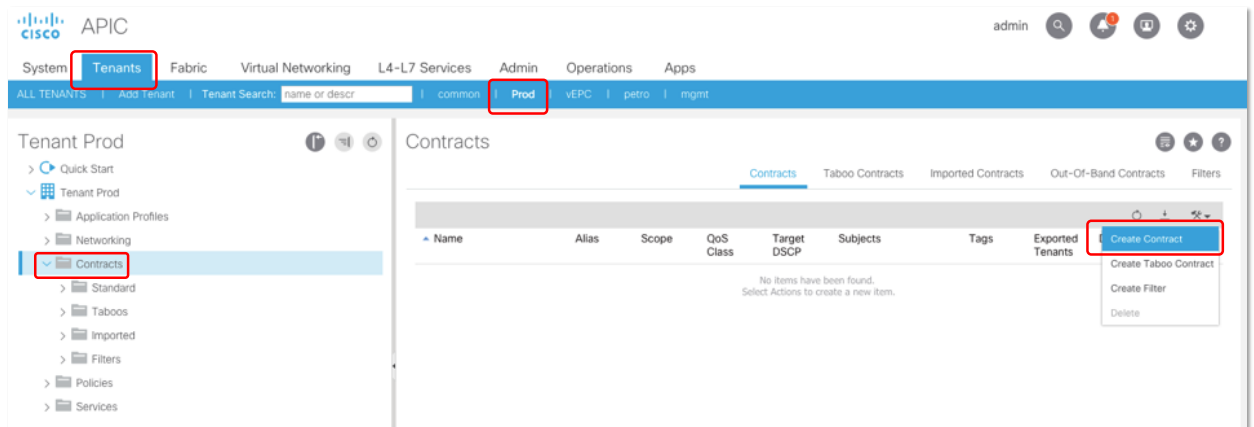 cisco APIC admin 1
System Tenants Fabric Virtual Networking L4-L7 Services Admin Operations Apps
ALL TENANTS | Add Tenant | Tenant Search: name or descr | common | Prod | vEPC | petro | mgmt
Tenant Prod
Quick Start
Tenant Prod
Application Profiles
Networking
Contracts
Standard
Taboos
Imported
Filters
Policies
Services
Contracts
Contracts Taboo Contracts Imported Contracts Out-Of-Band Contracts Filters
Name Alias Scope QoS Class Target DSCP Subjects Tags Exported Tenants
No items have been found.
Select Actions to create a new item.
Create Contract
Create Taboo Contract
Create Filter
Delete